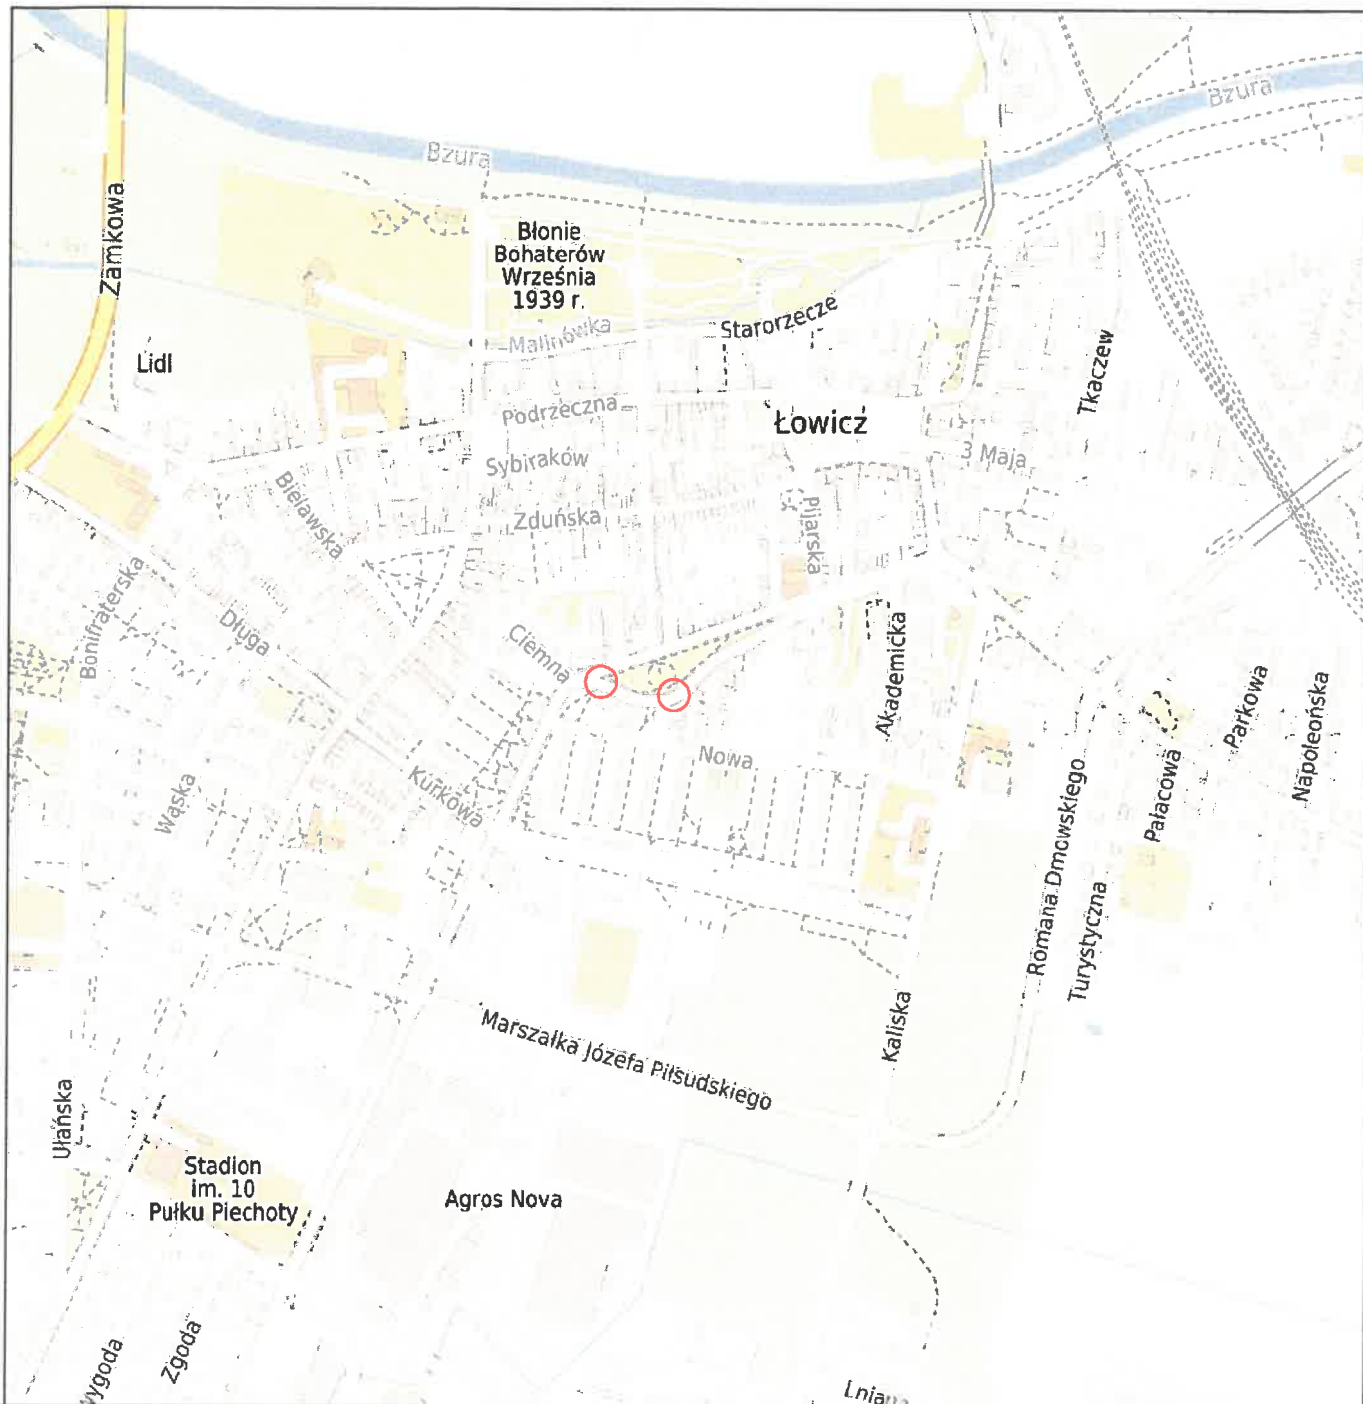 Bzura
Bzura
Zamkowa
Błonie
Bohaterów
Września
1939 r.
Starorzecze
Malinówka
Lidl
Tkaczew
Podrzeczna
Łowicz
3 Maja
Sybiraków
Bielawska
Zduńska
Pijarska
Bonifraterska
Długa
Ciemna
Akademicka
Parkowa
Napoleońska
Nowa
Pałacowa
Kurkowa
Wąska
Romana Dmowskiego
Turystyczna
Kaliska
Marszałka Józefa Piłsudskiego
Ułańska
Stadion
im. 10
Pułku Piechoty
Agros Nova
Zgoda